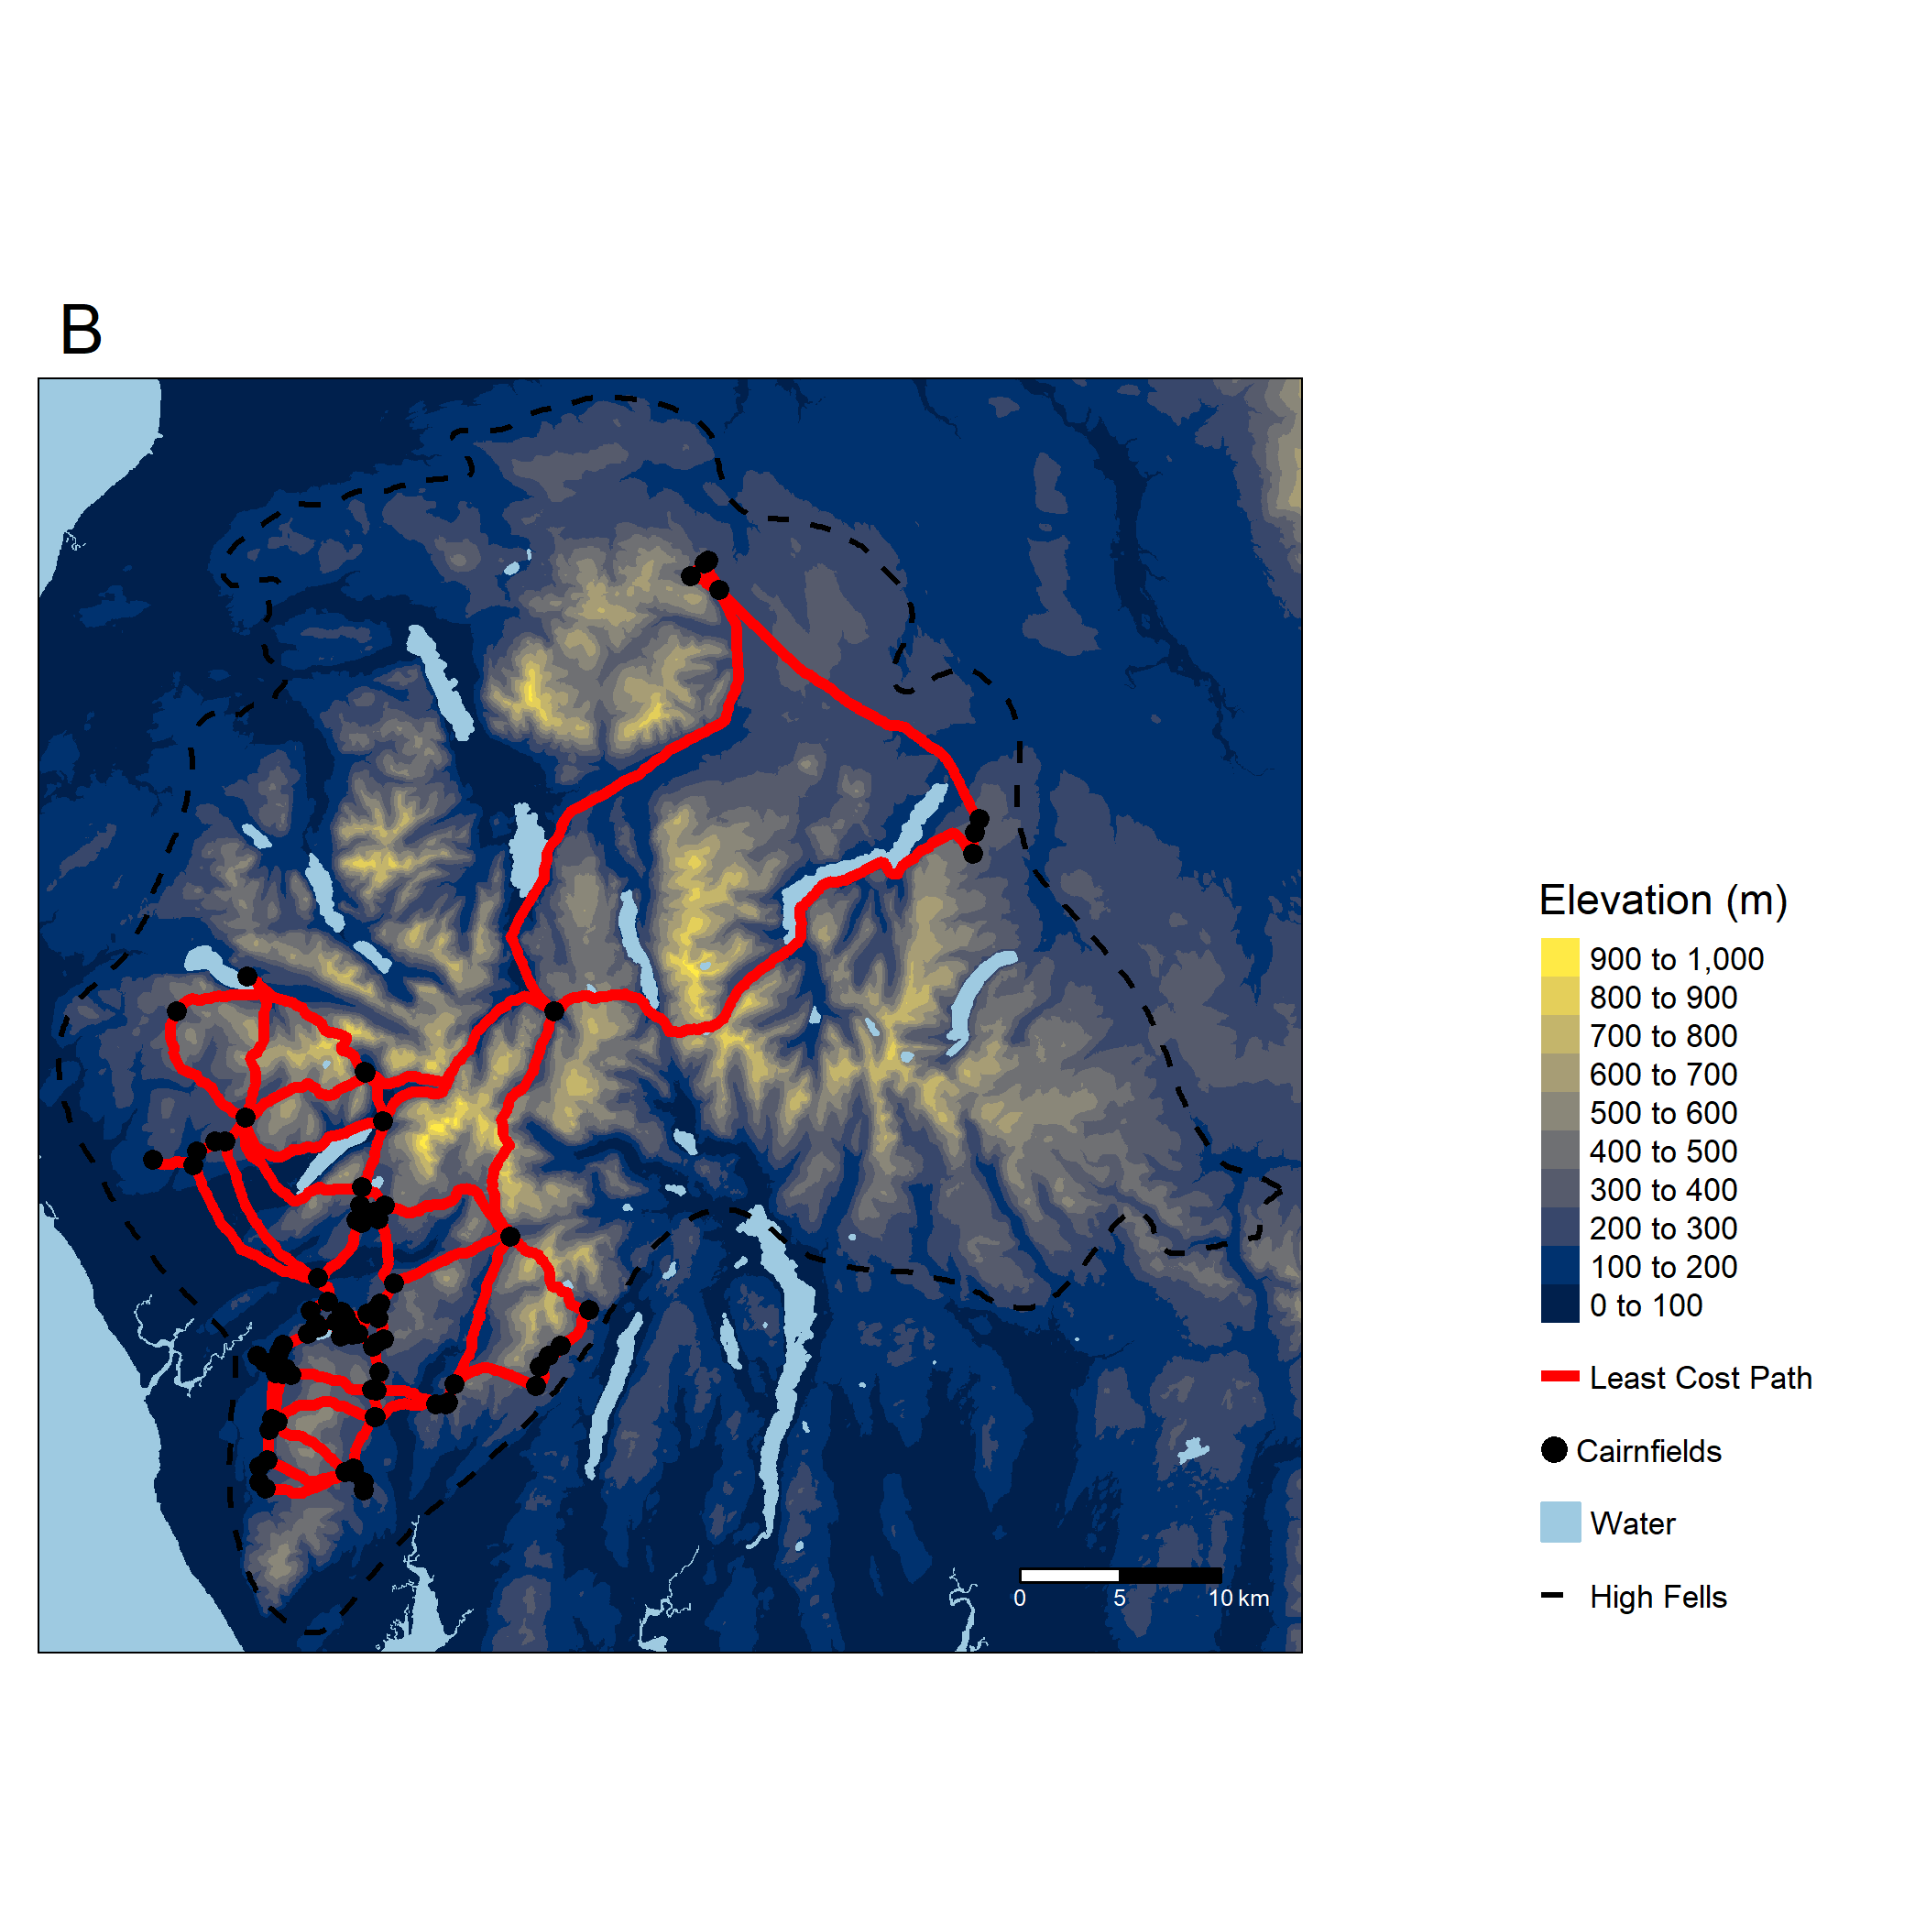 B
Elevation (m)
900 to 1,000
800 to 900
700 to 800
600 to 700
500 to 600
400 to 500
300 to 400
200 to 300
100 to 200
0 to 100
Least Cost Path
Cairnfields
Water
High Fells
0 5 10 km